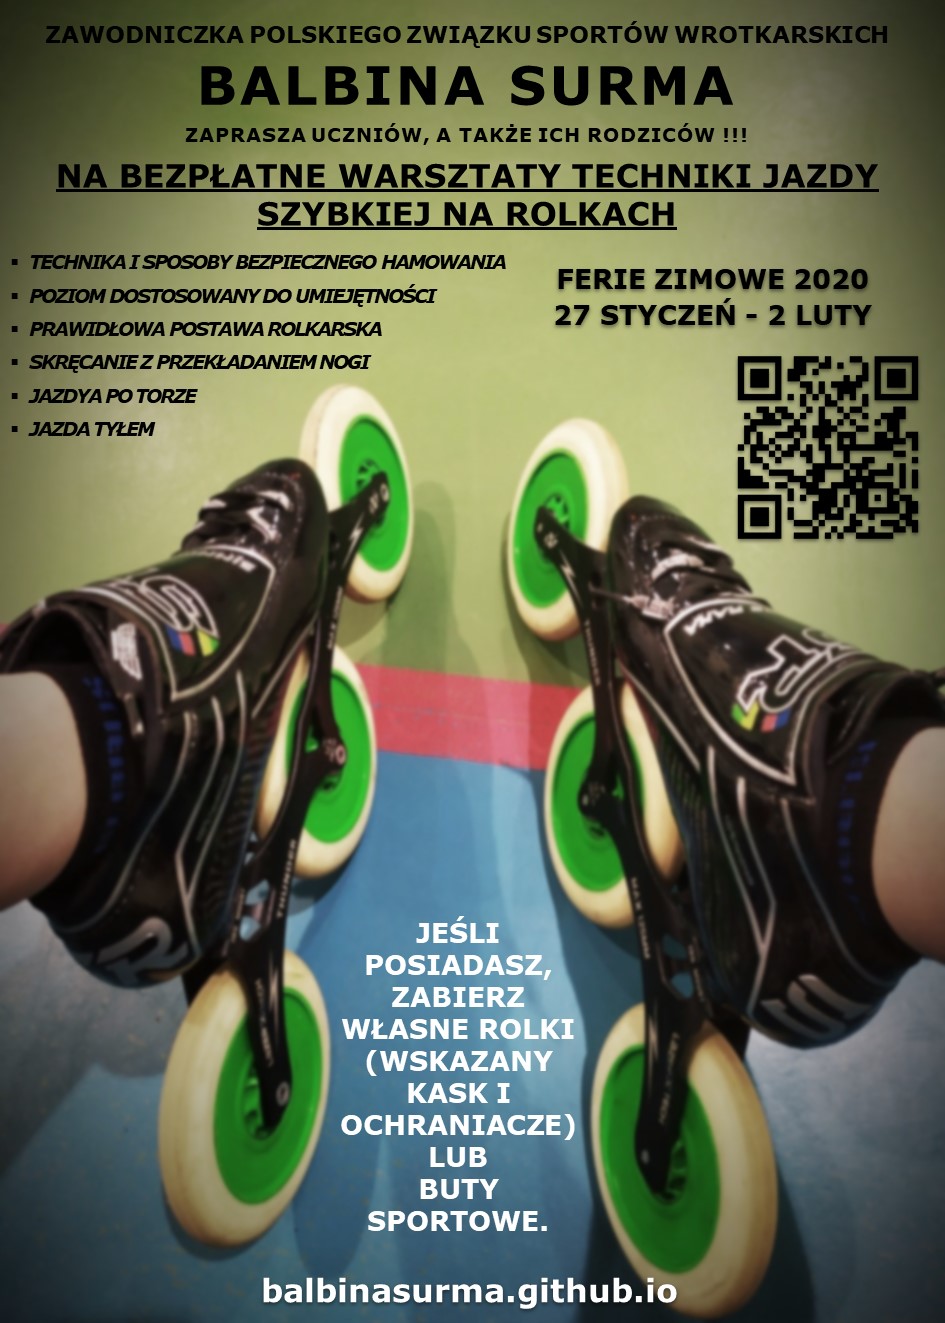 ZAWODNICZKA POLSKIEGO ZWIĄZKU SPORTÓW WROTKARSKICH
BALBINA SURMA
ZAPRASZA UCZNIÓW, A TAKŻE ICH RODZICÓW !!!
NA BEZPŁATNE WARSZTATY TECHNIKI JAZDY
SZYBKIEJ NA ROLKACH
▪ TECHNIKA I SPOSOBY BEZPIECZNEGO HAMOWANIA
▪ POZIOM DOSTOSOWANY DO UMIEJĘTNOŚCI
▪ PRAWIDŁOWA POSTAWA ROLKARSKA
▪ SKRĘCANIE Z PRZEKŁADANIEM NOGI
▪ JAZDYA PO TORZE
▪ JAZDA TYŁEM
FERIE ZIMOWE 2020
27 STYCZEŃ - 2 LUTY
JEŚLI
POSIADASZ,
ZABIERZ
WŁASNE ROLKI
(WSKAZANY
KASK I
OCHRANIACZE)
LUB
BUTY
SPORTOWE.
balbinasurma.github.io